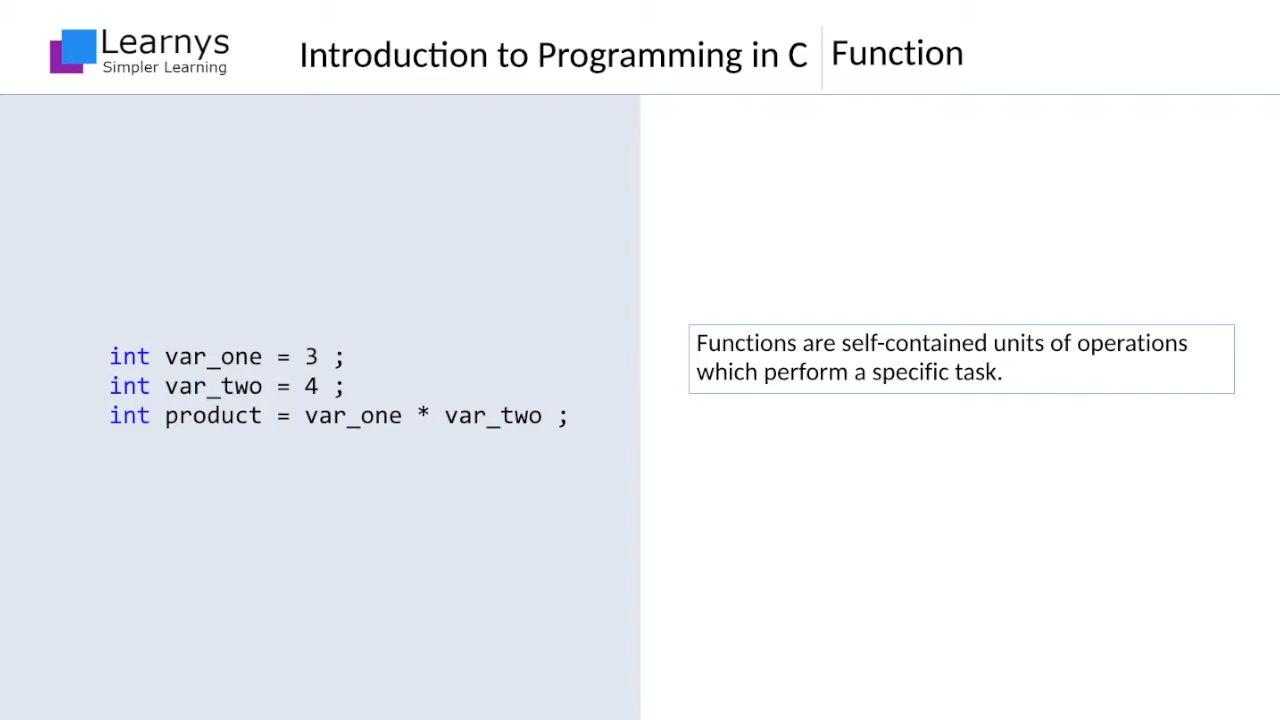 Learnys
Simpler Learning
Introduction to Programming in C
Function
int var_one = 3 ;
int var_two = 4 ;
int product = var_one * var_two ;
Functions are self-contained units of operations
which perform a specific task.